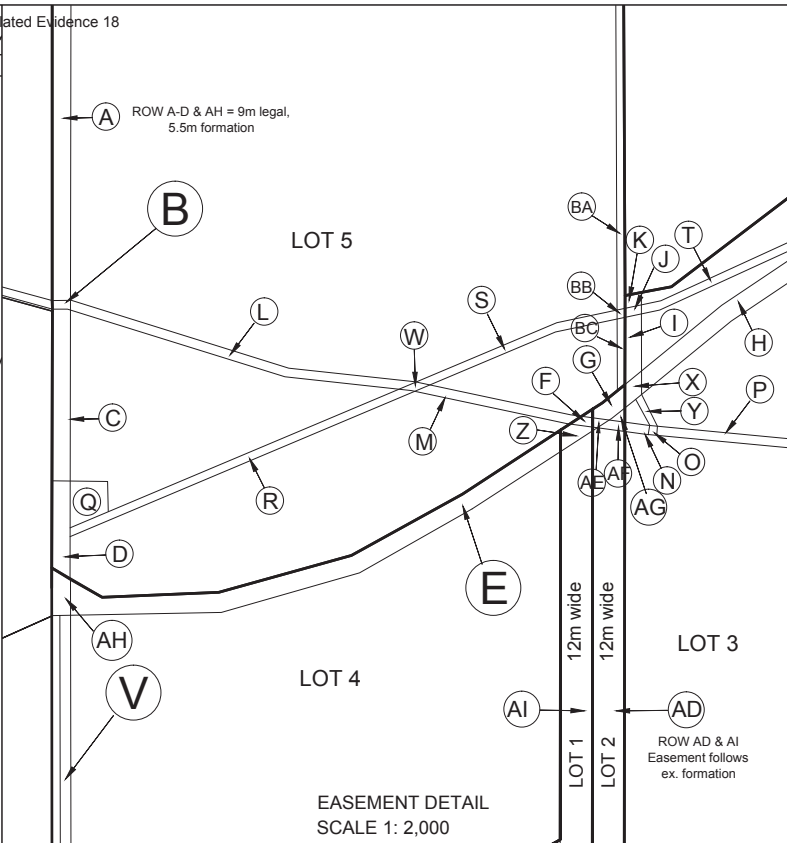 lated Evidence 18
A
ROW A-D & AH = 9m legal,
5.5m formation
B
BA
LOT 5
K
T
J
BB
L
S
BC
I
W
H
G
F
X
P
C
M
Z
Y
Q
R
AE
AF
N
O
AG
D
E
AH
12m wide
12m wide
LOT 3
LOT 4
V
AI
AD
LOT 1
LOT 2
ROW AD & AI
Easement follows
ex. formation
EASEMENT DETAIL
SCALE 1: 2,000